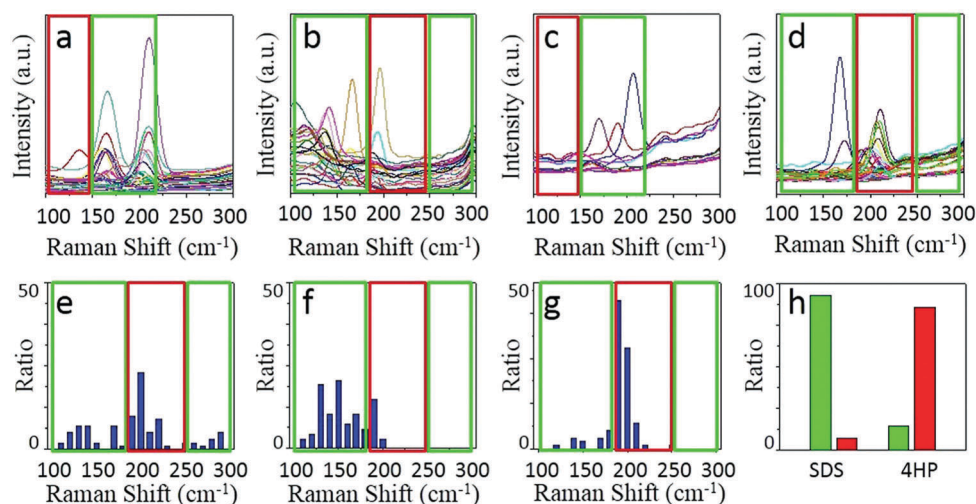 a b c d
Intensity (a.u.) Intensity (a.u.) Intensity (a.u.) Intensity (a.u.)
100 150 200 250 300 100 150 200 250 300 100 150 200 250 300 100 150 200 250 300
Raman Shift (cm⁻¹) Raman Shift (cm⁻¹) Raman Shift (cm⁻¹) Raman Shift (cm⁻¹)
50 50 50 100
e f g h
Ratio Ratio Ratio Ratio
0 0 0 0
100 150 200 250 300 100 150 200 250 300 100 150 200 250 300 SDS 4HP
Raman Shift (cm⁻¹) Raman Shift (cm⁻¹) Raman Shift (cm⁻¹)